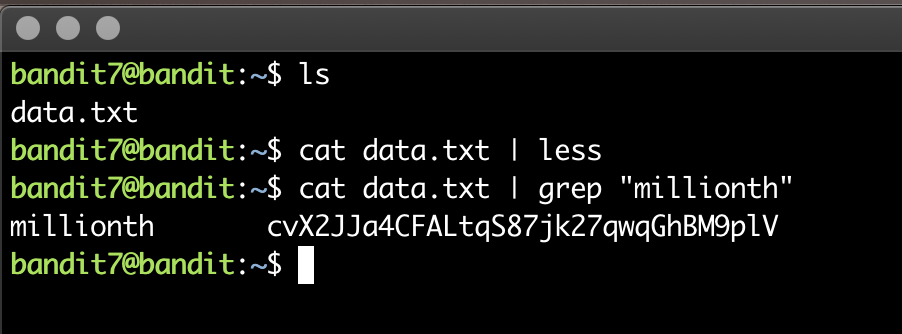 bandit7@bandit:~$ ls
data.txt
bandit7@bandit:~$ cat data.txt | less
bandit7@bandit:~$ cat data.txt | grep "millionth"
millionth       cvX2JJa4CFALtqS87jk27qwqGhBM9plV
bandit7@bandit:~$